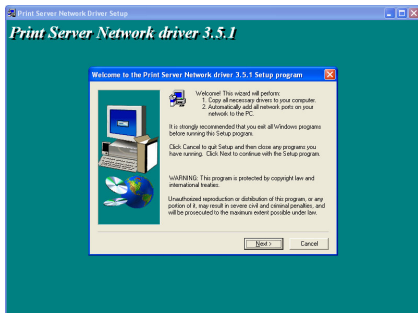 Print Server Network Driver Setup
Print Server Network driver 3.5.1
Welcome to the Print Server Network driver 3.5.1 Setup program
Welcome! This wizard will perform:
1. Copy all necessary drivers to your computer.
2. Automatically add all network ports on your
network to the PC.
It is strongly recommended that you exit all Windows programs
before running this Setup program.
Click Cancel to quit Setup and then close any programs you
have running. Click Next to continue with the Setup program.
WARNING: This program is protected by copyright law and
international treaties.
Unauthorized reproduction or distribution of this program, or any
portion of it, may result in severe civil and criminal penalties, and
will be prosecuted to the maximum extent possible under law.
Next >
Cancel